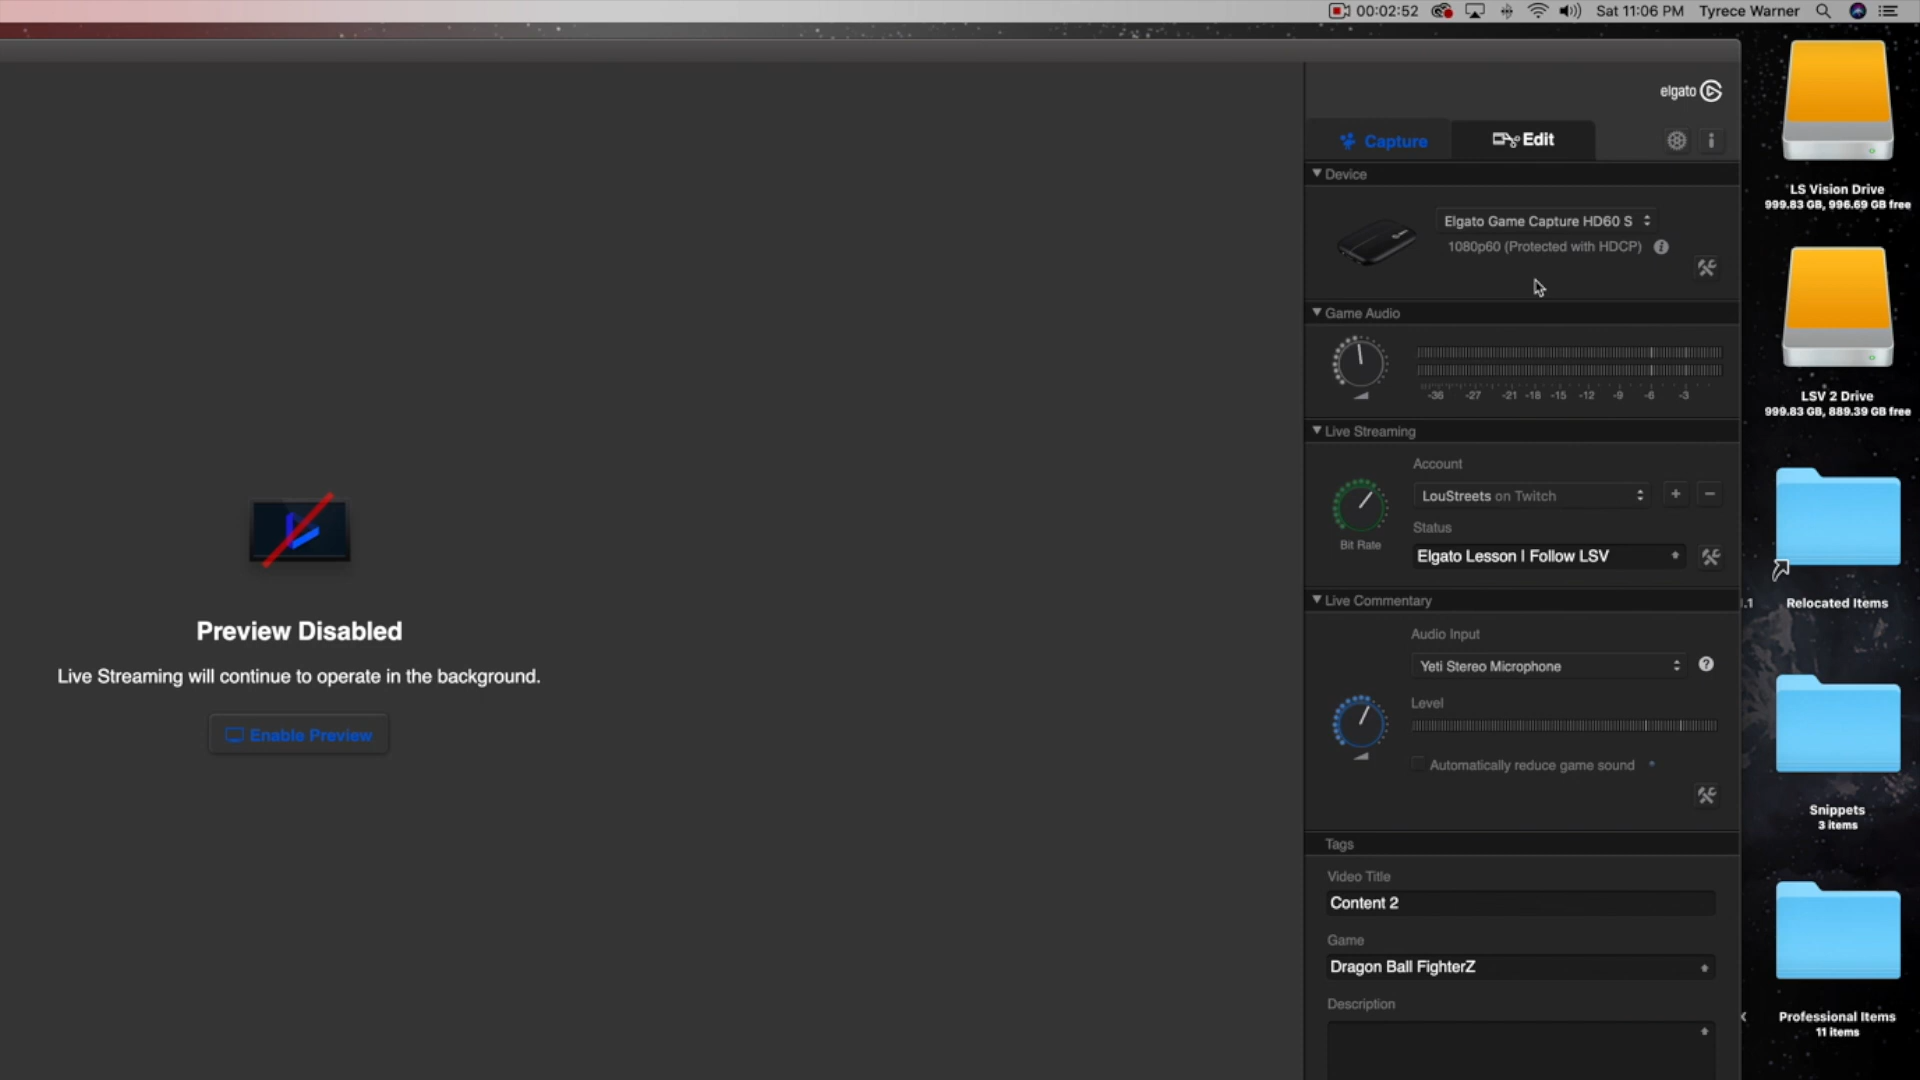 00:02:52 Sat 11:06 PM Tyrece Warner
elgato
Capture Edit
Device
Elgato Game Capture HD60 S
1080p60 (Protected with HDCP)
Game Audio
-36 -27 -21 -18 -15 -12 -9 -6 -3
Live Streaming
Account
LouStreets on Twitch
Status
Bit Rate
Elgato Lesson | Follow LSV
Live Commentary
Audio Input
Yeti Stereo Microphone
Level
Automatically reduce game sound
Tags
Video Title
Content 2
Game
Dragon Ball FighterZ
Description
Preview Disabled
Live Streaming will continue to operate in the background.
Enable Preview
LS Vision Drive
999.83 GB, 996.69 GB free
LSV 2 Drive
999.83 GB, 889.39 GB free
Relocated Items
Snippets
3 items
Professional Items
11 items